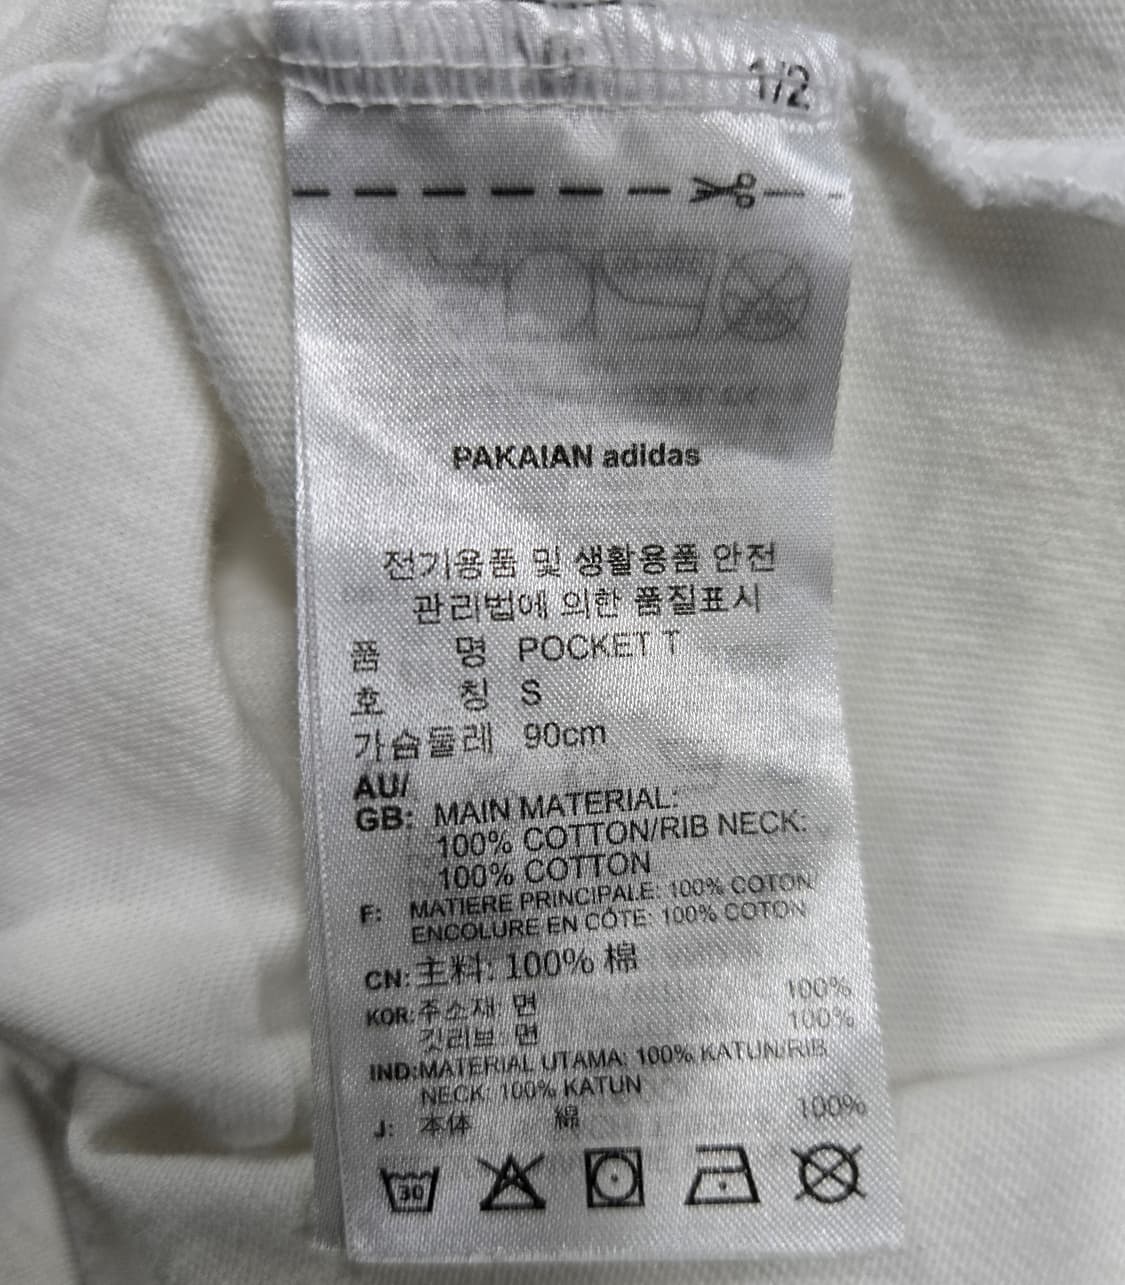 1/2
PAKAIAN adidas
전기용품 및 생활용품 안전
관리법에 의한 품질표시
품 명 POCKET T
호 칭 S
가슴둘레 90cm
AU/
GB: MAIN MATERIAL:
100% COTTON/RIB NECK:
100% COTTON
F: MATIERE PRINCIPALE: 100% COTON/
ENCOLURE EN CÔTE: 100% COTON
CN: 主料: 100% 棉
KOR: 주소재: 면 100%
깃리브 면 100%
IND:MATERIAL UTAMA: 100% KATUN/RIB
NECK: 100% KATUN
J: 本体 綿 100%
30